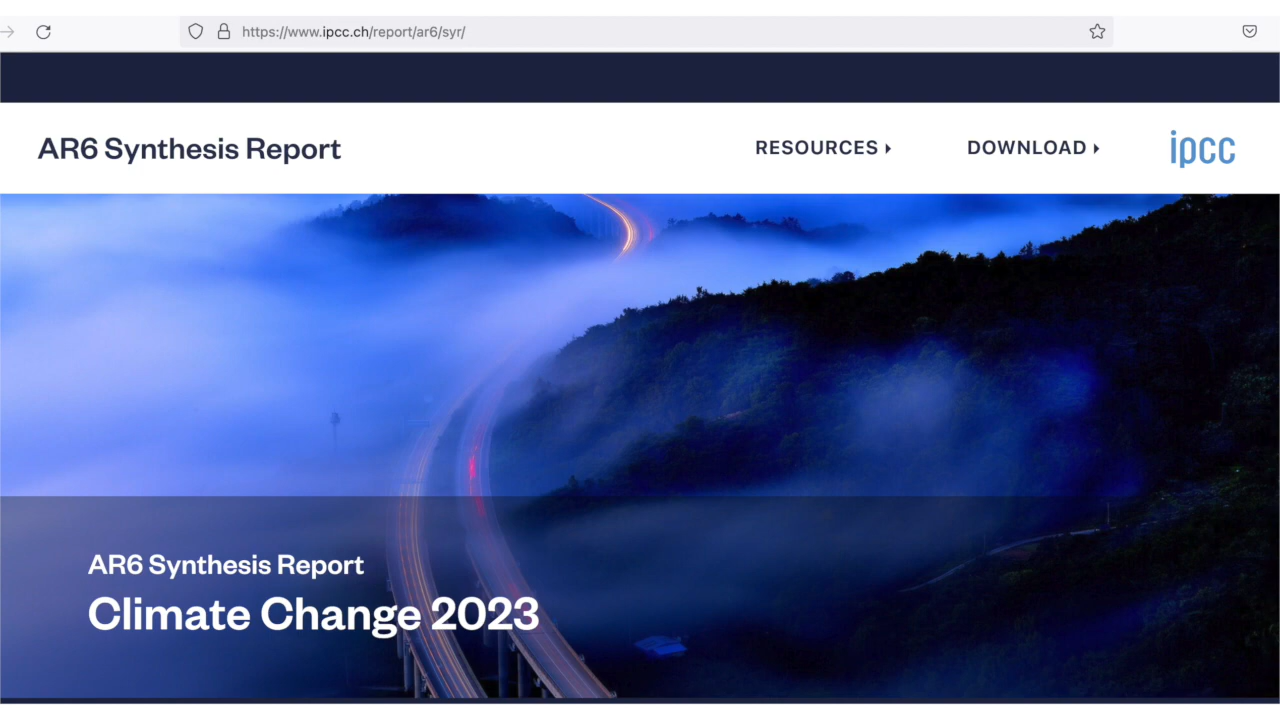 https://www.ipcc.ch/report/ar6/syr/
AR6 Synthesis Report
RESOURCES
DOWNLOAD
ipcc
AR6 Synthesis Report
Climate Change 2023